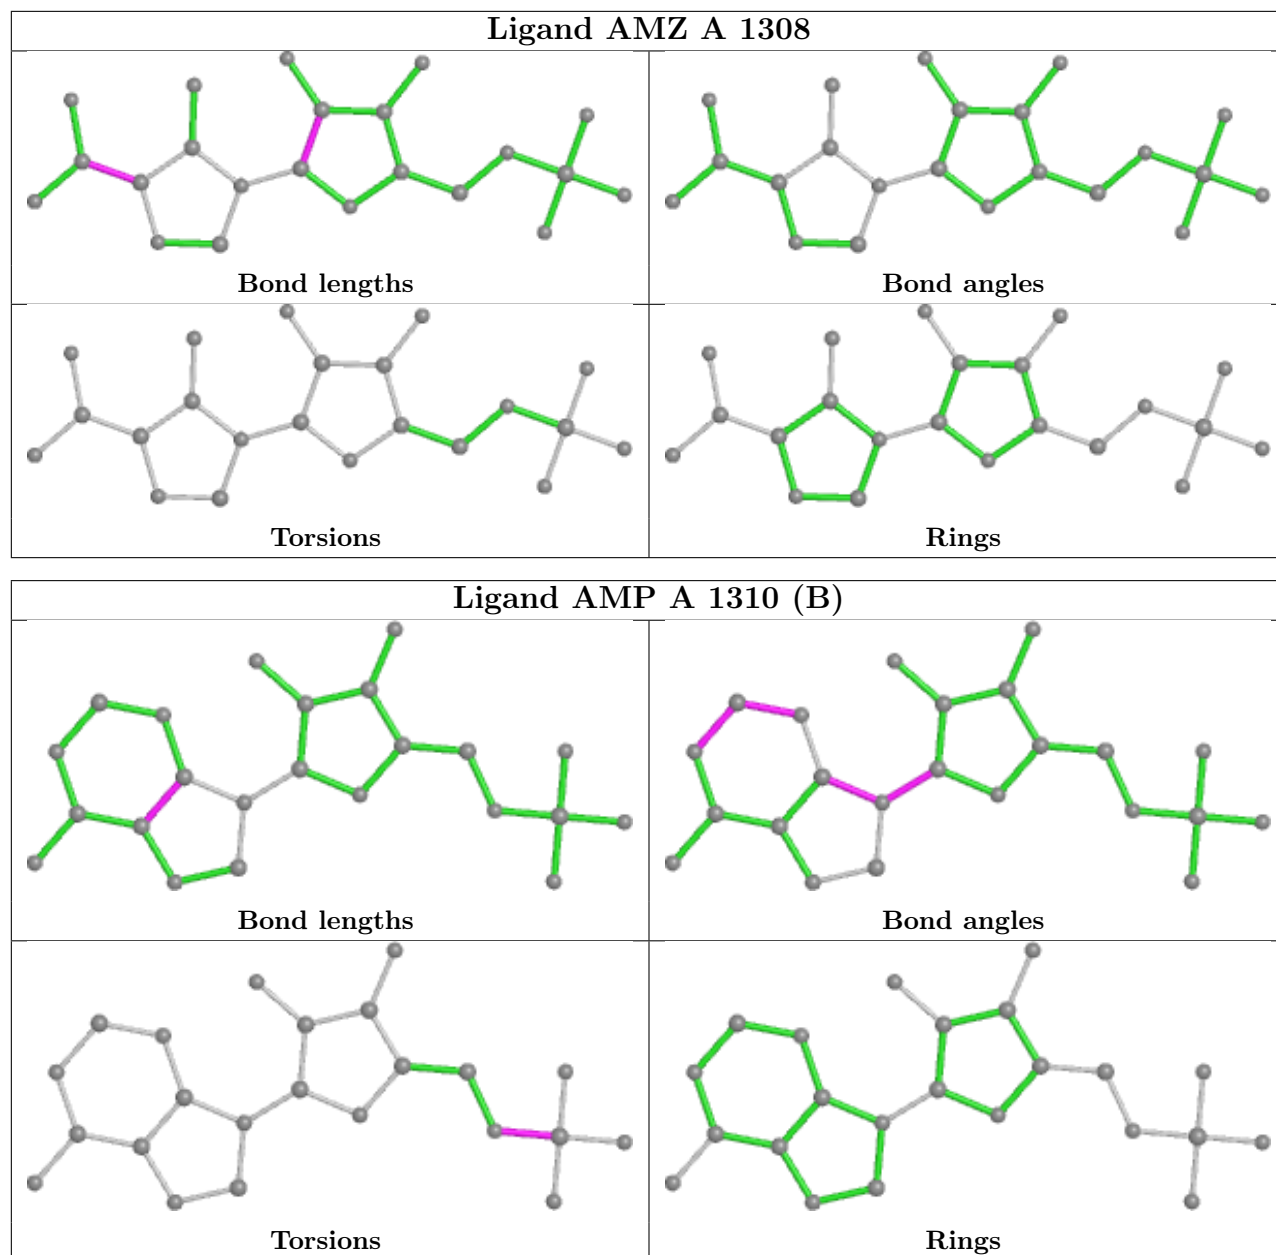 Ligand AMZ A 1308
Bond lengths
Bond angles
Torsions
Rings
Ligand AMP A 1310 (B)
Bond lengths
Bond angles
Torsions
Rings